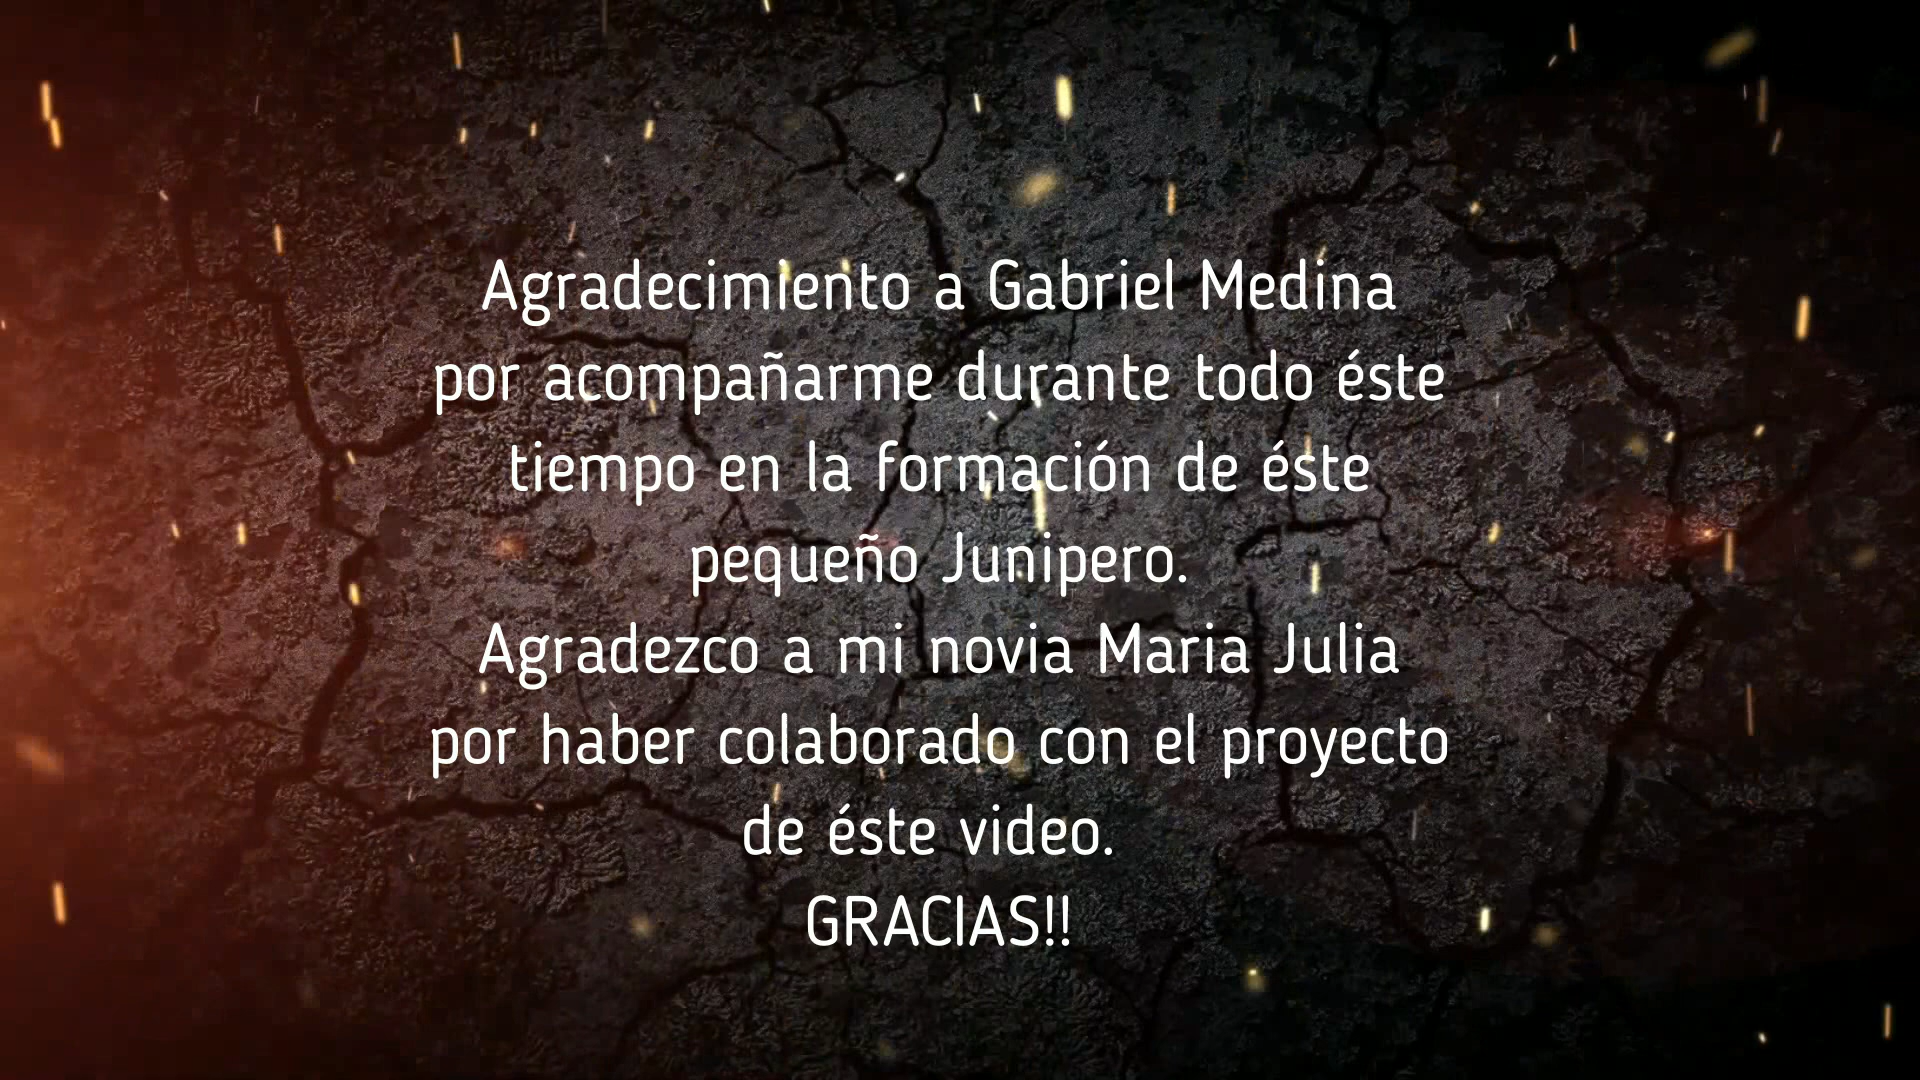 Agradecimiento a Gabriel Medina
por acompañarme durante todo éste
tiempo en la formación de éste
pequeño Junipero.
Agradezco a mi novia Maria Julia
por haber colaborado con el proyecto
de éste video.
GRACIAS!!